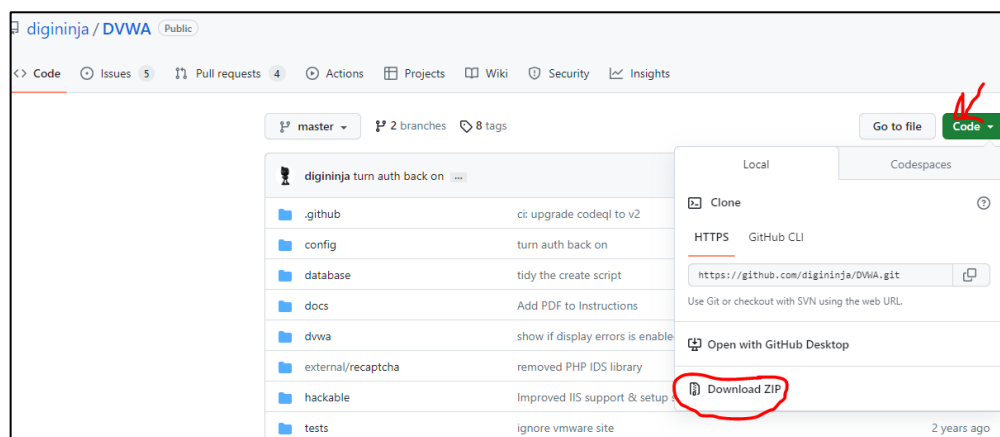 digininja / DVWA Public
<> Code Issues 5 Pull requests 4 Actions Projects Wiki Security Insights
master 2 branches 8 tags Go to file Code
Local Codespaces
digininja turn auth back on ...
Clone
.github ci: upgrade codeql to v2
HTTPS GitHub CLI
config turn auth back on
https://github.com/digininja/DVWA.git
database tidy the create script
Use Git or checkout with SVN using the web URL.
docs Add PDF to Instructions
dvwa show if display errors is enable
Open with GitHub Desktop
external/recaptcha removed PHP IDS library
Download ZIP
hackable Improved IIS support & setup
tests ignore vmware site 2 years ago